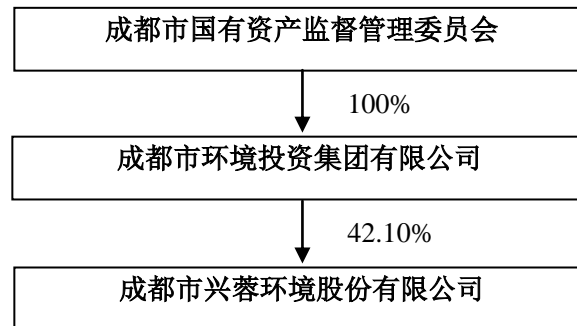 成都市国有资产监督管理委员会
100%
成都市环境投资集团有限公司
42.10%
成都市兴蓉环境股份有限公司